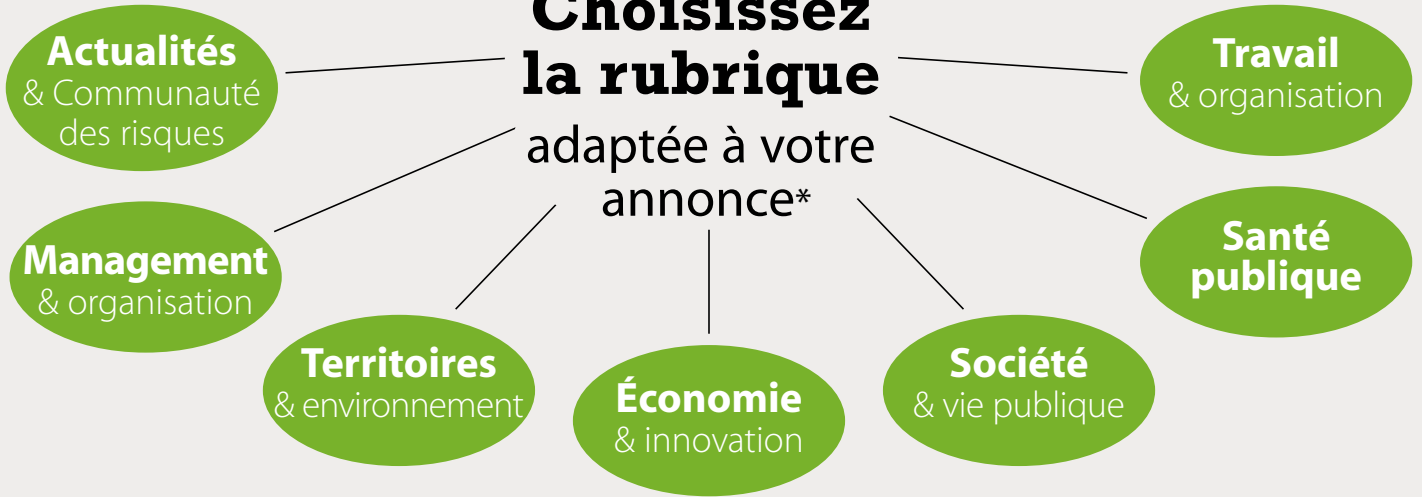 Choisissez
la rubrique
adaptée à votre
annonce*
Actualités
& Communauté
des risques
Management
& organisation
Territoires
& environnement
Économie
& innovation
Société
& vie publique
Santé
publique
Travail
& organisation